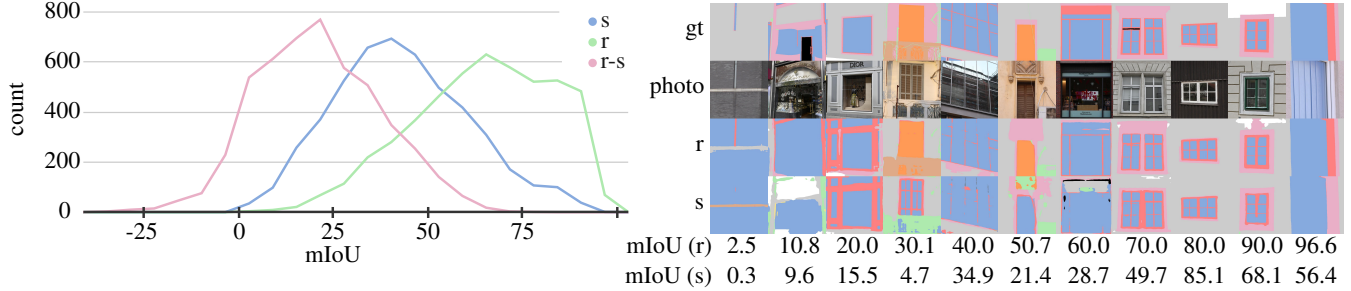 800
600
400
200
0
count
-25
0
25
50
75
mIoU
s
r
r-s
gt
photo
DIOR
r
s
mIoU (r) 2.5 10.8 20.0 30.1 40.0 50.7 60.0 70.0 80.0 90.0 96.6
mIoU (s) 0.3 9.6 15.5 4.7 34.9 21.4 28.7 49.7 85.1 68.1 56.4